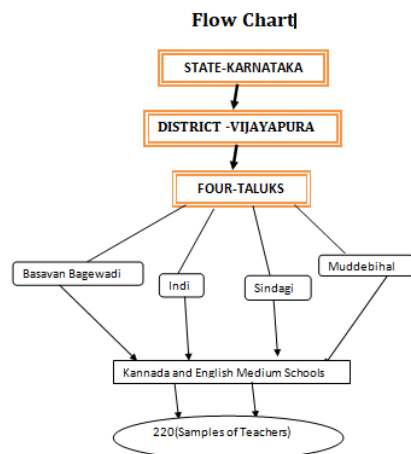 Flow Chart
STATE-KARNATAKA
DISTRICT -VIJAYAPURA
FOUR-TALUKS
Basavan Bagewadi
Indi
Sindagi
Muddebihal
Kannada and English Medium Schools
220(Samples of Teachers)